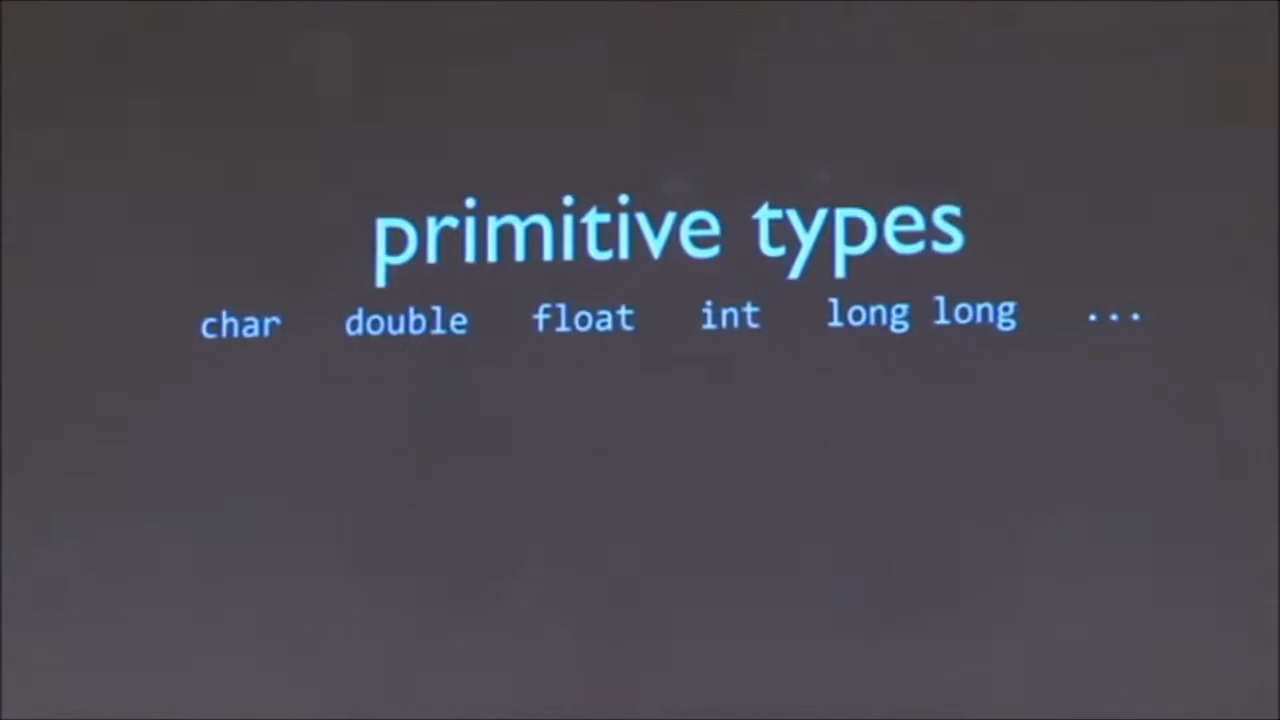 primitive types
char double float int long long ...